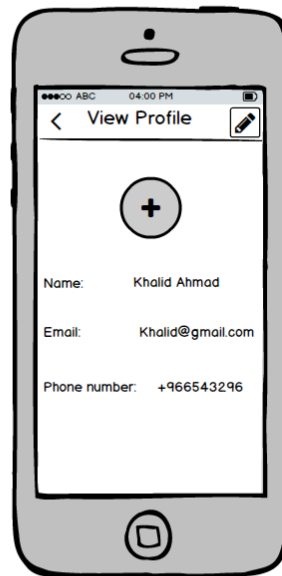 ABC 04:00 PM
View Profile
Name: Khalid Ahmad
Email: Khalid@gmail.com
Phone number: +966543296